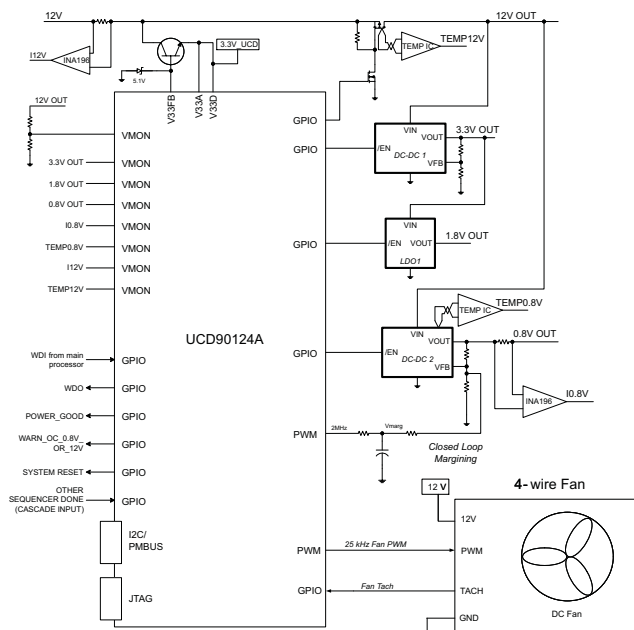 12V
12V OUT
3.3V_UCD
I12V
INA196
5.1V
TEMP IC
TEMP12V
V33FB
V33A
V33D
12V OUT
GPIO
VMON
VIN
VOUT
3.3V OUT
GPIO
/EN
DC-DC 1
VFB
3.3V OUT
VMON
1.8V OUT
VMON
0.8V OUT
VMON
I0.8V
VMON
TEMP0.8V
VMON
I12V
VMON
TEMP12V
VMON
GPIO
/EN
VOUT
1.8V OUT
LDO1
TEMP0.8V
TEMP IC
UCD90124A
VIN
VOUT
0.8V OUT
GPIO
/EN
DC-DC 2
VFB
INA196
I0.8V
WDI from main
processor
GPIO
WDO
GPIO
POWER_GOOD
GPIO
WARN_OC_0.8V_
OR_12V
GPIO
SYSTEM RESET
GPIO
OTHER
SEQUENCER DONE
(CASCADE INPUT)
GPIO
PWM
2MHz
Vmarg
Closed Loop
Margining
I2C/
PMBUS
JTAG
12 V
4- wire Fan
12V
PWM
25 kHz Fan PWM
PWM
GPIO
Fan Tach
TACH
DC Fan
GND